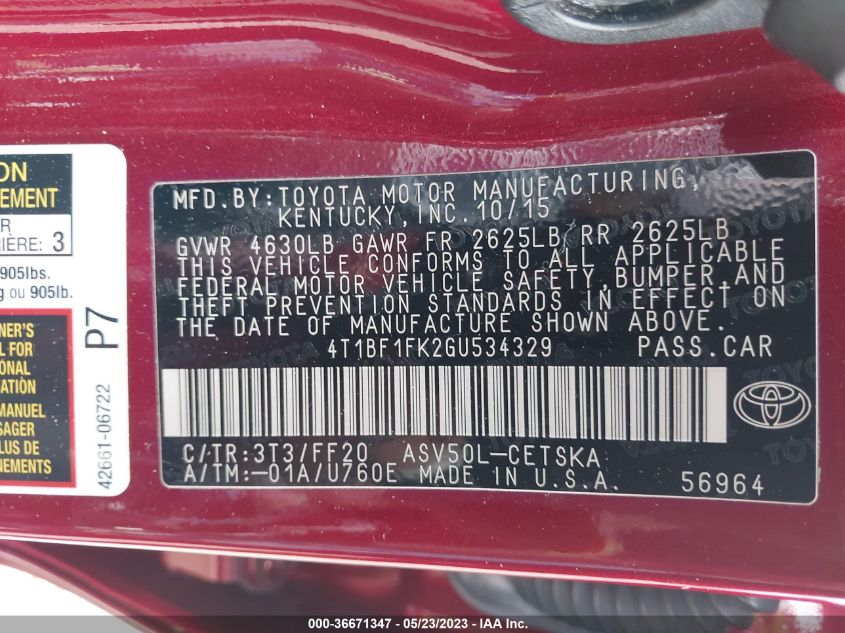 ON
EMENT
R
RIÈRE: 3
905lbs.
g ou 905lb.
NER'S
L FOR
ONAL
ATION
MANUEL
SAGER
LUS DE
MENTS
P7
42661-06722
MFD. BY: TOYOTA MOTOR MANUFACTURING,
KENTUCKY, INC. 10/15
GVWR 4630LB GAWR FR 2625LB RR 2625LB
THIS VEHICLE CONFORMS TO ALL APPLICABLE
FEDERAL MOTOR VEHICLE SAFETY, BUMPER, AND
THEFT PREVENTION STANDARDS IN EFFECT ON
THE DATE OF MANUFACTURE SHOWN ABOVE.
4T1BF1FK2GU534329 PASS.CAR
C/TR:3T3/FF20 ASV50L-CETSKA
A/TM:-01A/U760E MADE IN U.S.A. 56964
000-36671347 - 05/23/2023 - IAA Inc.